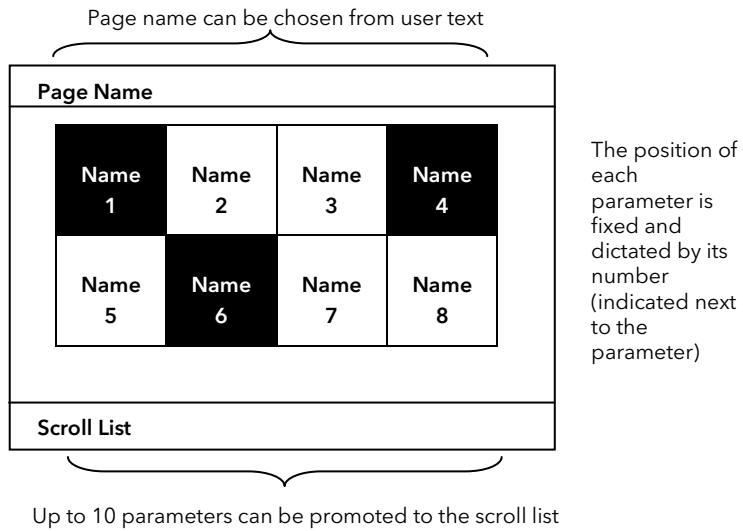 Page name can be chosen from user text
Page Name
Name Name Name Name
1 2 3 4
Name Name Name Name
5 6 7 8
The position of
each
parameter is
fixed and
dictated by its
number
(indicated next
to the
parameter)
Scroll List
Up to 10 parameters can be promoted to the scroll list